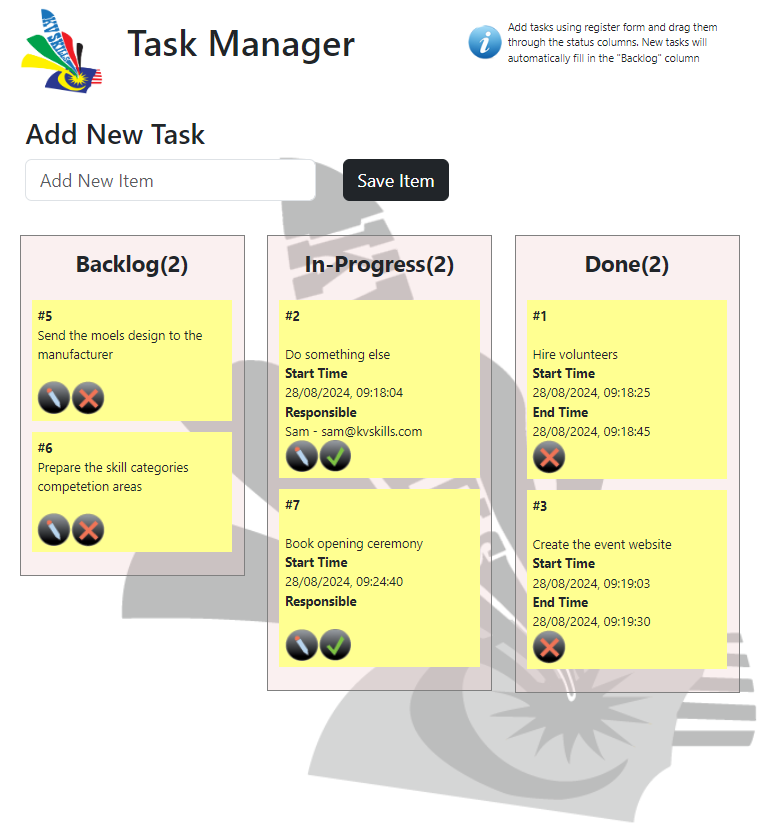 KV SKILLS
Task Manager
Add tasks using register form and drag them
through the status columns. New tasks will
automatically fill in the "Backlog" column
Add New Task
Add New Item
Save Item
Backlog(2)
#5
Send the moels design to the
manufacturer
#6
Prepare the skill categories
competetion areas
In-Progress(2)
#2
Do something else
Start Time
28/08/2024, 09:18:04
Responsible
Sam - sam@kvskills.com
#7
Book opening ceremony
Start Time
28/08/2024, 09:24:40
Responsible
Done(2)
#1
Hire volunteers
Start Time
28/08/2024, 09:18:25
End Time
28/08/2024, 09:18:45
#3
Create the event website
Start Time
28/08/2024, 09:19:03
End Time
28/08/2024, 09:19:30